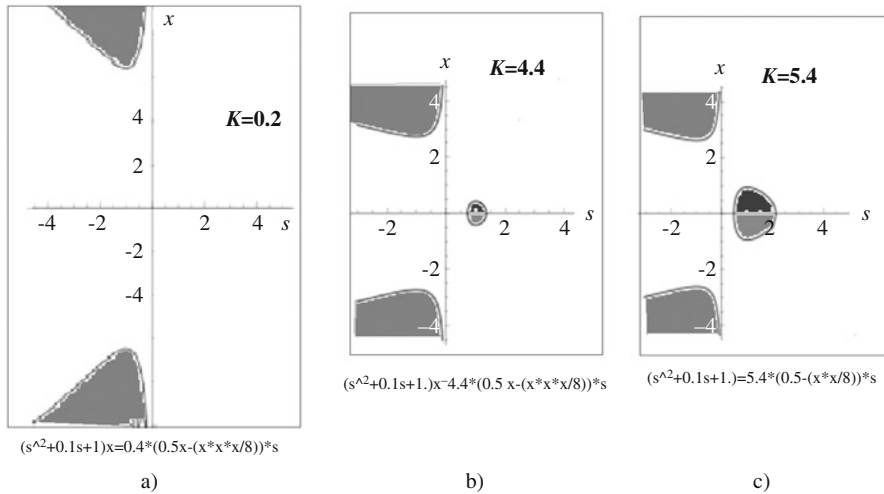 x
K=0.2
4
2
-4 -2 2 4 s
-2
-4
(s^2+0.1s+1)x=0.4*(0.5x-(x*x*x/8))*s
a)
x
K=4.4
4
2
-2 2 4 s
-2
-4
(s^2+0.1s+1.)x-4.4*(0.5 x-(x*x*x/8)*s
b)
x
K=5.4
4
2
-2 2 4 s
-2
-4
(s^2+0.1s+1.)=5.4*(0.5-(x*x/8))*s
c)